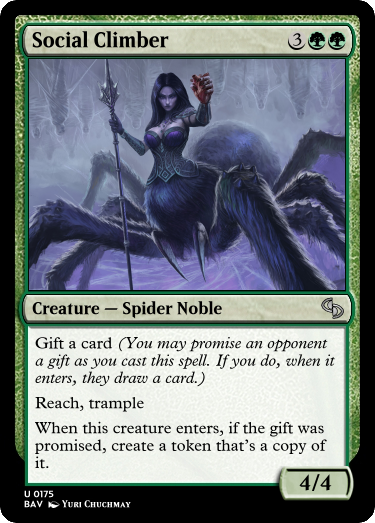 Social Climber 3
Creature — Spider Noble
Gift a card (You may promise an opponent
a gift as you cast this spell. If you do, when it
enters, they draw a card.)
Reach, trample
When this creature enters, if the gift was
promised, create a token that's a copy of
it.
4/4
U 0175
BAV Yuri Chuchmay